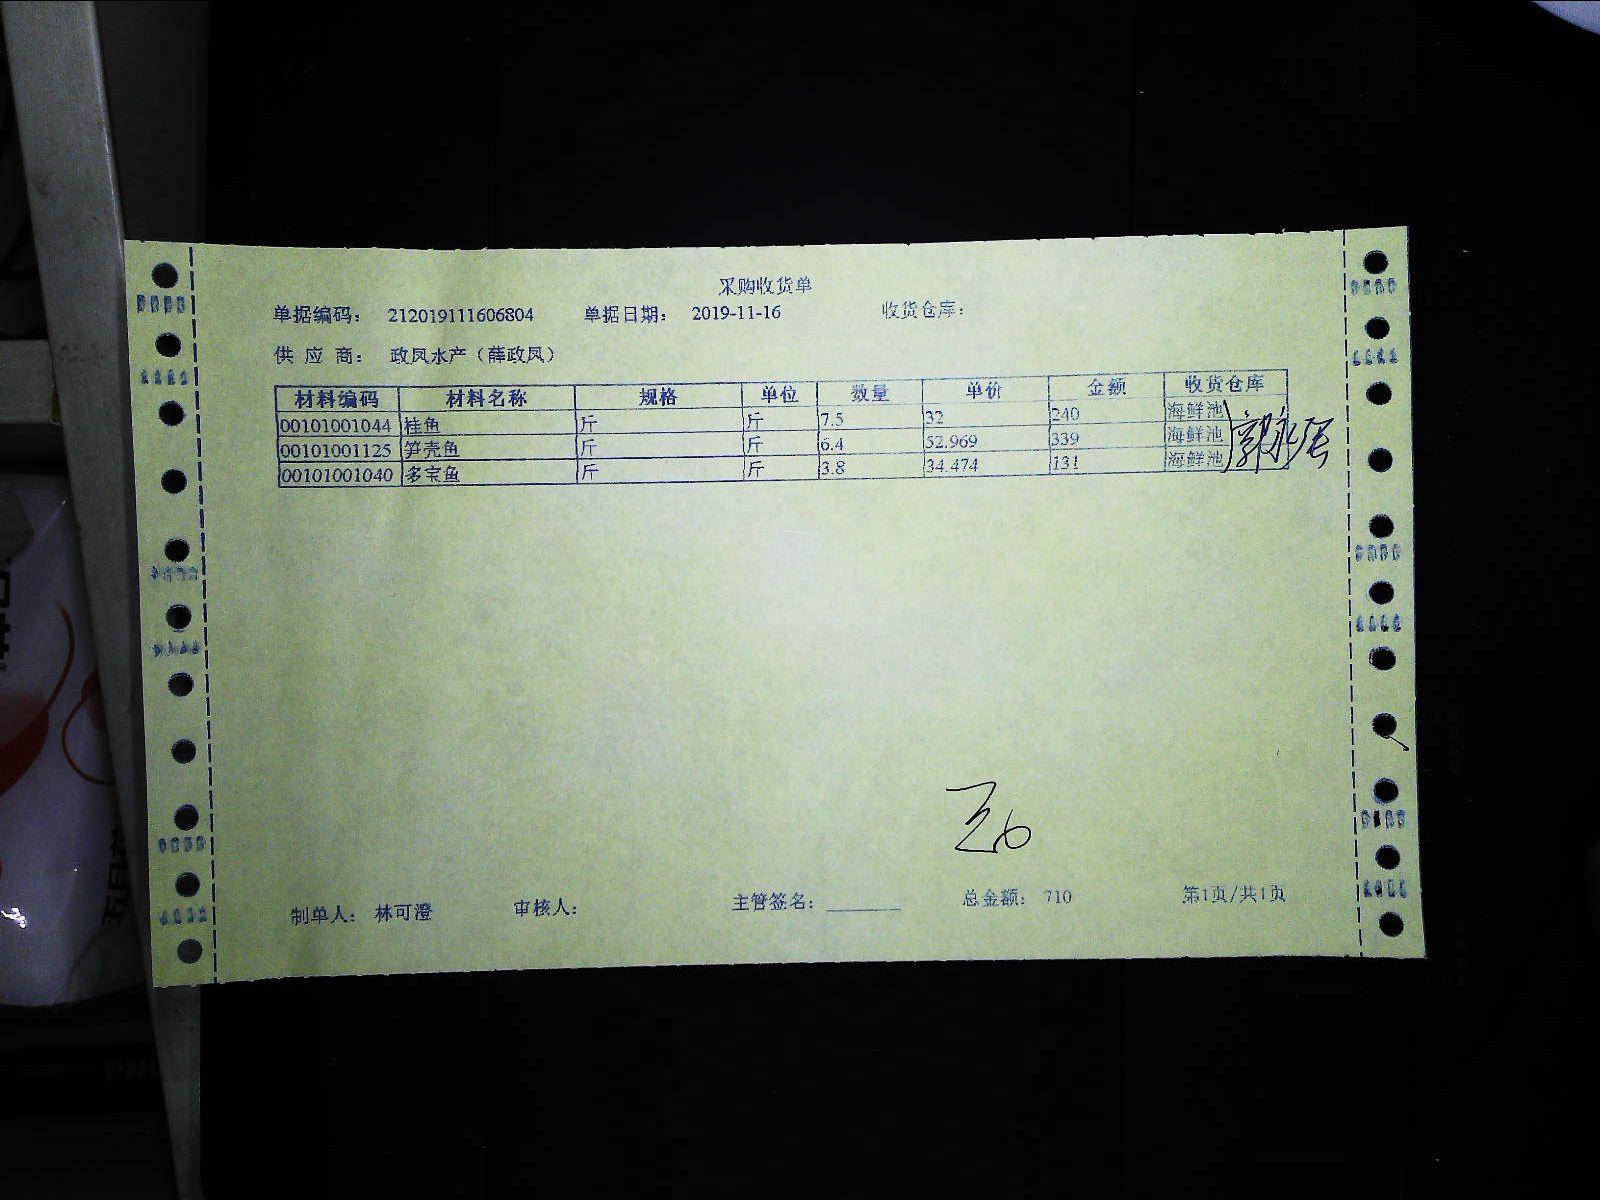 采购收货单
单据编码： 212019111606804 单据日期： 2019-11-16 收货仓库：
供 应 商： 政凤水产（薛政凤）
材料编码 材料名称 规格 单位 数量 单价 金额 收货仓库
00101001044 桂鱼 斤 斤 7.5 32 240 海鲜池
00101001125 笋壳鱼 斤 斤 6.4 52.969 339 海鲜池
00101001040 多宝鱼 斤 斤 3.8 34.474 131 海鲜池
制单人： 林可澄 审核人： 主管签名：________ 总金额： 710 第1页/共1页